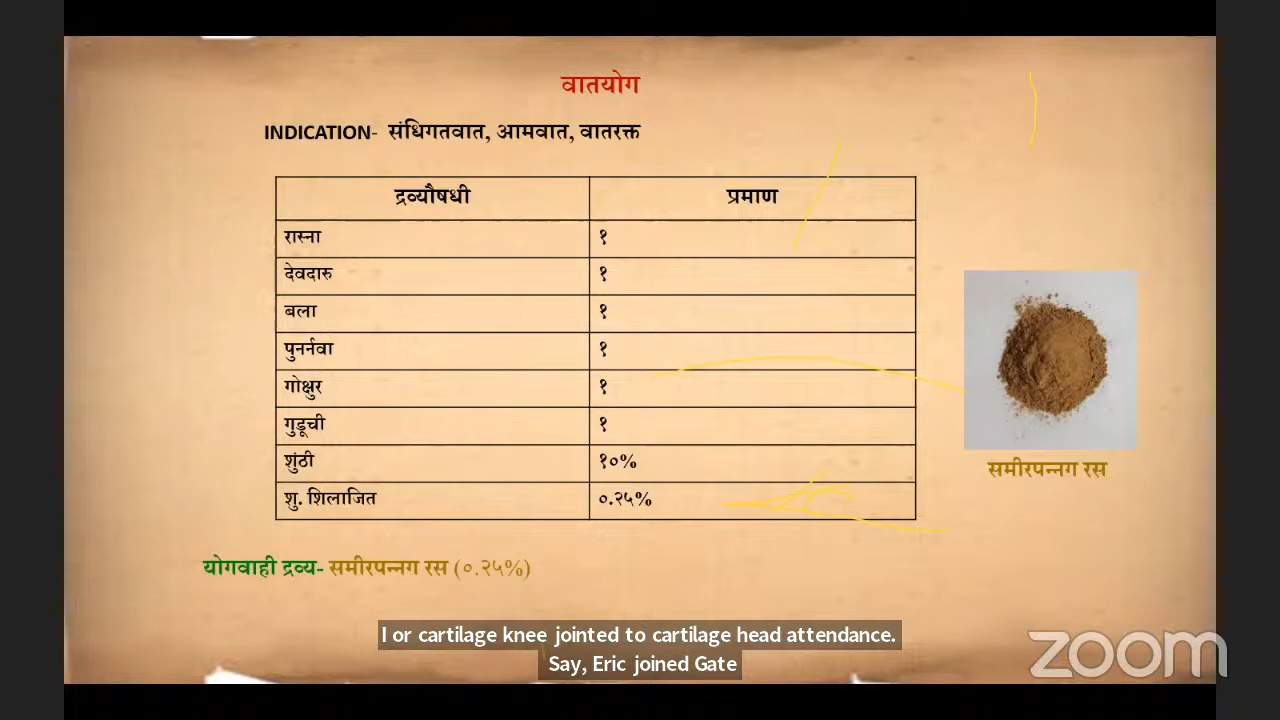 वातयोग
INDICATION- संधिगतवात, आमवात, वातरक्त
द्रव्यौषधी प्रमाण
रास्ना १
देवदारु १
बला १
पुनर्नवा १
गोक्षुर १
गुडूची १
शुंठी १०%
शु. शिलाजित ०.२५%
समीरपन्नग रस
योगवाही द्रव्य- समीरपन्नग रस (०.२५%)
I or cartilage knee jointed to cartilage head attendance.
Say, Eric joined Gate
zoom